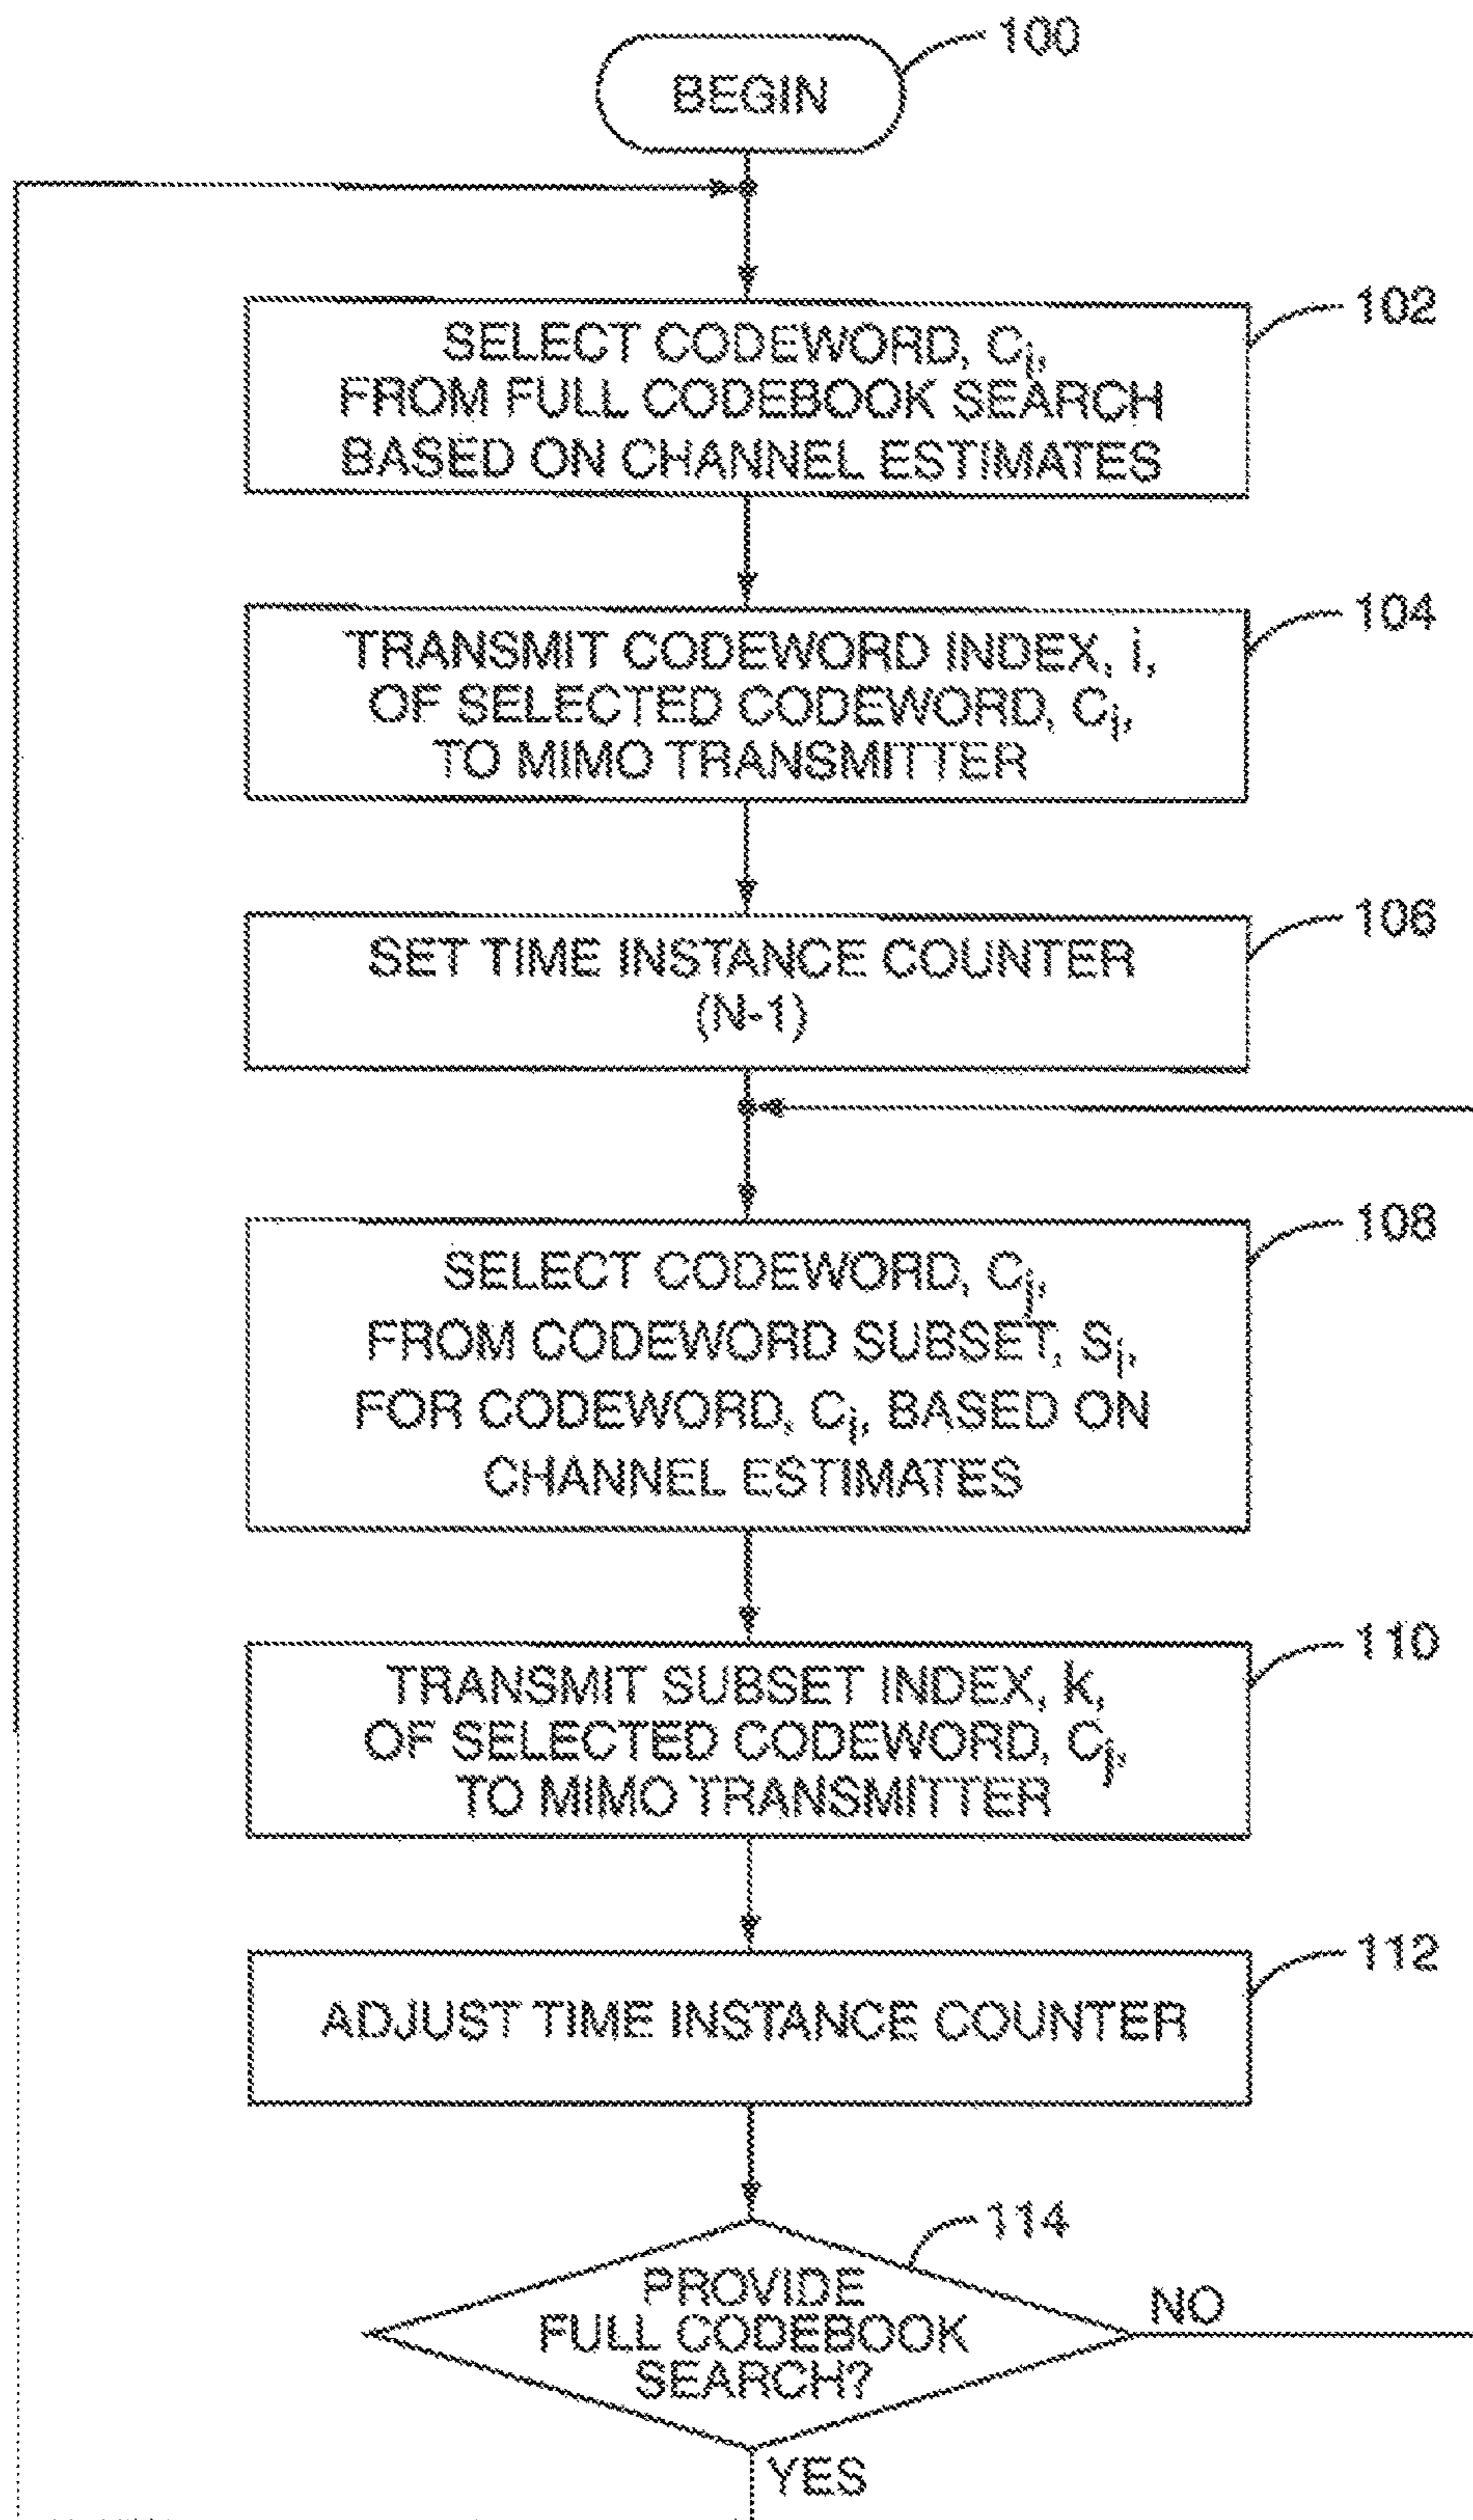 100
BEGIN
102
SELECT CODEWORD, Ci,
FROM FULL CODEBOOK SEARCH
BASED ON CHANNEL ESTIMATES
104
TRANSMIT CODEWORD INDEX, i,
OF SELECTED CODEWORD, Ci,
TO MIMO TRANSMITTER
106
SET TIME INSTANCE COUNTER
(N-1)
108
SELECT CODEWORD, Cj,
FROM CODEWORD SUBSET, Si,
FOR CODEWORD, Ci, BASED ON
CHANNEL ESTIMATES
110
TRANSMIT SUBSET INDEX, k,
OF SELECTED CODEWORD, Cj,
TO MIMO TRANSMITTER
112
ADJUST TIME INSTANCE COUNTER
114
PROVIDE
FULL CODEBOOK
SEARCH?
NO
YES